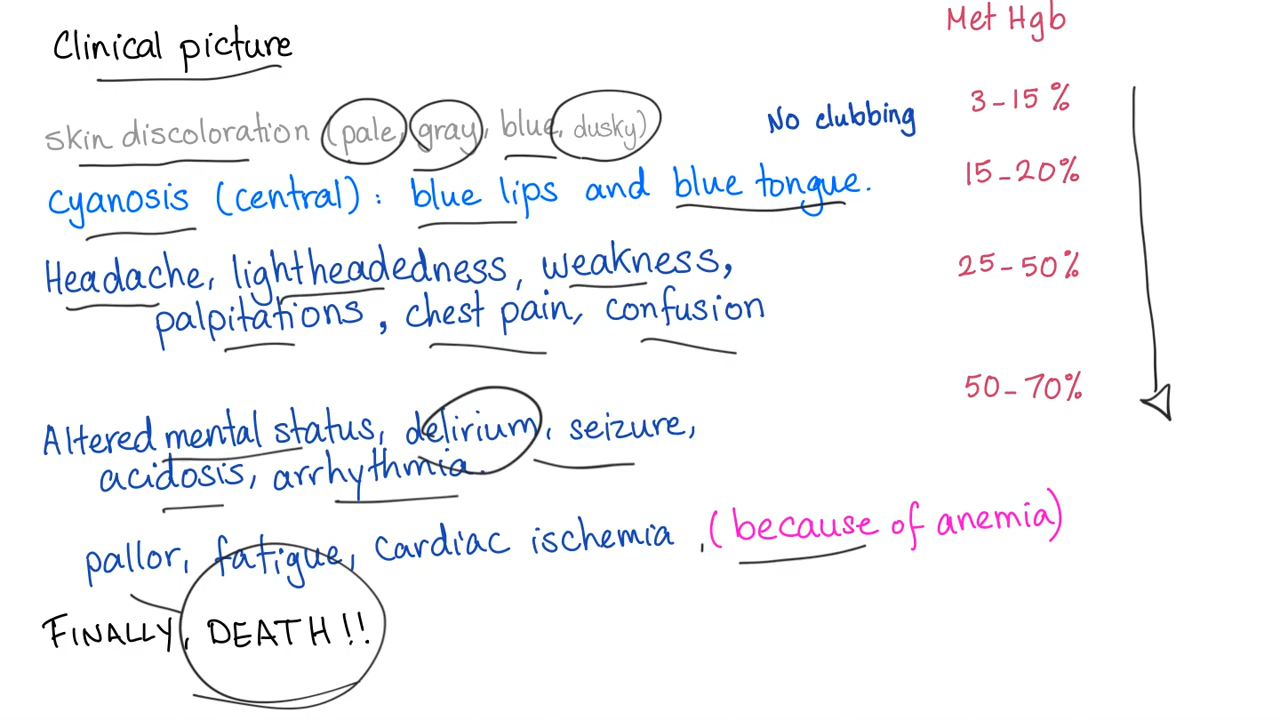 Clinical picture
Met Hgb
skin discoloration (pale, gray, blue, dusky)
No clubbing
3-15%
cyanosis (central): blue lips and blue tongue.
15-20%
Headache, lightheadedness, weakness,
palpitations, chest pain, confusion
25-50%
Altered mental status, delirium, seizure,
acidosis, arrhythmia.
50-70%
pallor, fatigue, cardiac ischemia, (because of anemia)
FINALLY, DEATH!!